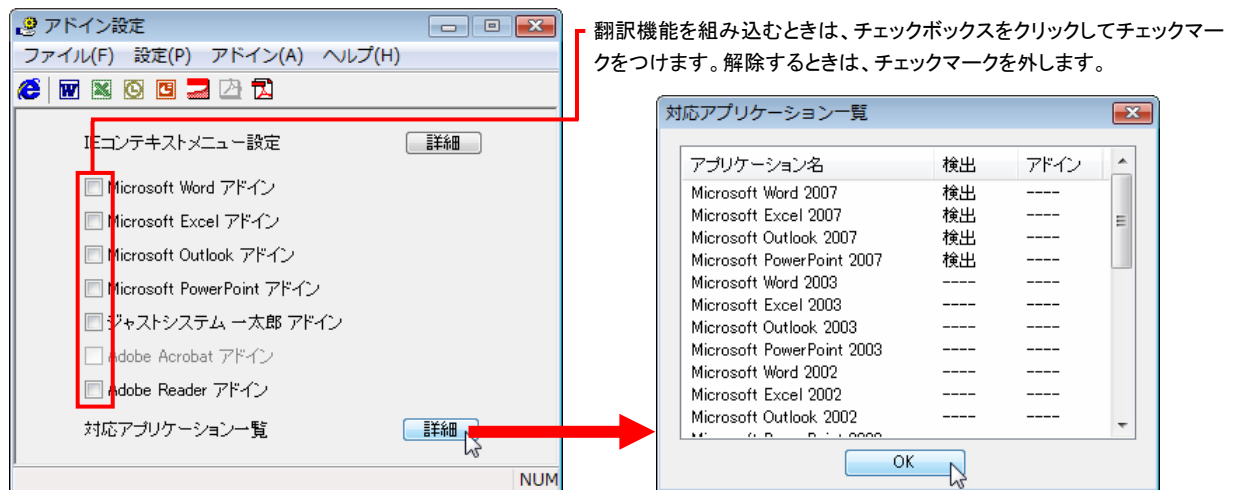 アドイン設定
ファイル(F) 設定(P) アドイン(A) ヘルプ(H)
IEコンテキストメニュー設定 詳細
Microsoft Word アドイン
Microsoft Excel アドイン
Microsoft Outlook アドイン
Microsoft PowerPoint アドイン
ジャストシステム 一太郎 アドイン
Adobe Acrobat アドイン
Adobe Reader アドイン
対応アプリケーション一覧 詳細
NUM
翻訳機能を組み込むときは、チェックボックスをクリックしてチェックマー
クをつけます。解除するときは、チェックマークを外します。
対応アプリケーション一覧
アプリケーション名 検出 アドイン
Microsoft Word 2007 検出 ----
Microsoft Excel 2007 検出 ----
Microsoft Outlook 2007 検出 ----
Microsoft PowerPoint 2007 検出 ----
Microsoft Word 2003 ---- ----
Microsoft Excel 2003 ---- ----
Microsoft Outlook 2003 ---- ----
Microsoft PowerPoint 2003 ---- ----
Microsoft Word 2002 ---- ----
Microsoft Excel 2002 ---- ----
Microsoft Outlook 2002 ---- ----
OK